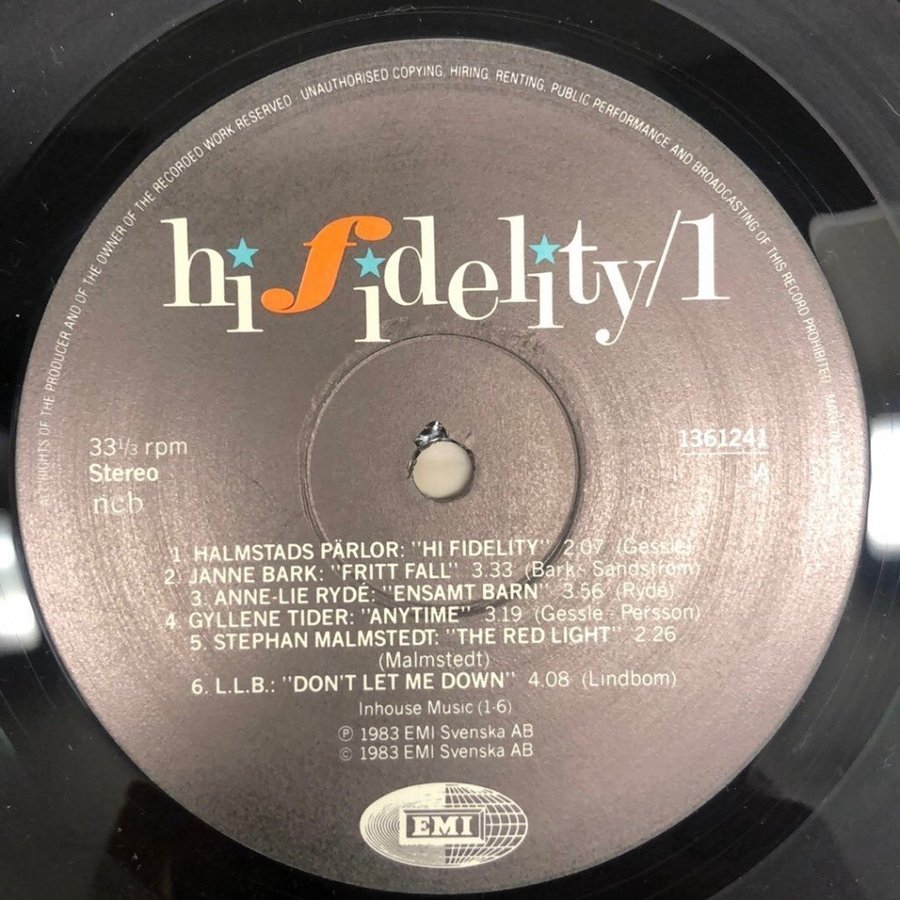 ALL RIGHTS OF THE PRODUCER AND OF THE OWNER OF THE RECORDED WORK RESERVED · UNAUTHORISED COPYING, HIRING, RENTING, PUBLIC PERFORMANCE AND BROADCASTING OF THIS RECORD PROHIBITED
hi fidelity/1
33 1/3 rpm
Stereo
ncb
1361241
A
1. HALMSTADS PÄRLOR: "HI FIDELITY" 2.07 (Gessle)
2. JANNE BARK: "FRITT FALL" 3.33 (Bark - Sandström)
3. ANNE-LIE RYDÉ: "ENSAMT BARN" 3.56 (Rydé)
4. GYLLENE TIDER: "ANYTIME" 3.19 (Gessle - Persson)
5. STEPHAN MALMSTEDT: "THE RED LIGHT" 2.26
(Malmstedt)
6. L.L.B.: "DON'T LET ME DOWN" 4.08 (Lindbom)
Inhouse Music (1-6)
℗ 1983 EMI Svenska AB
© 1983 EMI Svenska AB
EMI